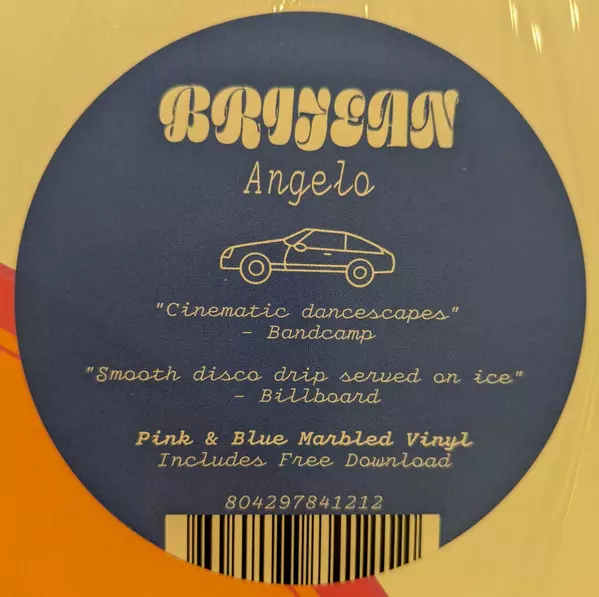 BRIJEAN
Angelo
"Cinematic dancescapes"
- Bandcamp
"Smooth disco drip served on ice"
- Billboard
Pink & Blue Marbled Vinyl
Includes Free Download
804297841212